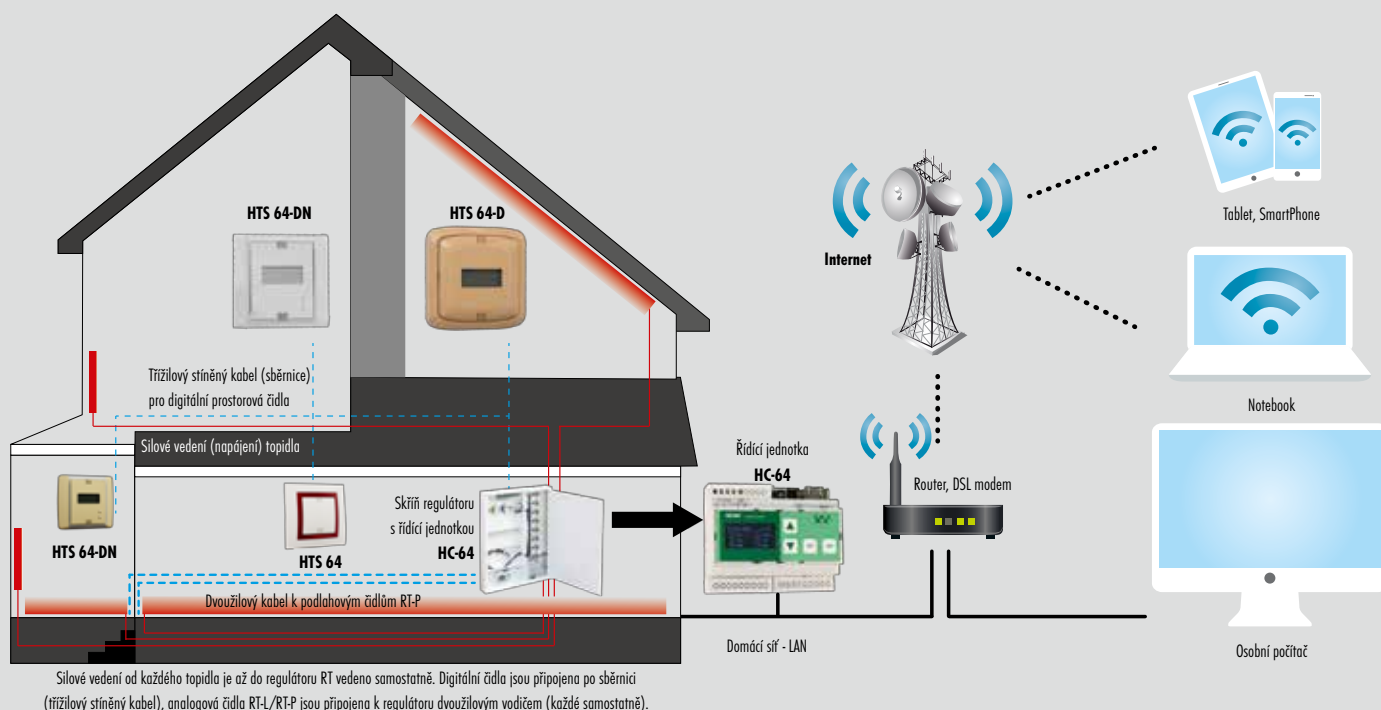 HTS 64-DN
HTS 64-D
Třížilový stíněný kabel (sběrnice)
pro digitální prostorová čidla
Silové vedení (napájení) topidla
HTS 64-DN
HTS 64
Skříň regulátoru
s řídící jednotkou
HC-64
Dvoužilový kabel k podlahovým čidlům RT-P
Silové vedení od každého topidla je až do regulátoru RT vedeno samostatně. Digitální čidla jsou připojena po sběrnici
(třížilový stíněný kabel), analogová čidla RT-L/RT-P jsou připojena k regulátoru dvoužilovým vodičem (každé samostatně).
Řídící jednotka
HC-64
Internet
Router, DSL modem
Domácí síť - LAN
Tablet, SmartPhone
Notebook
Osobní počítač